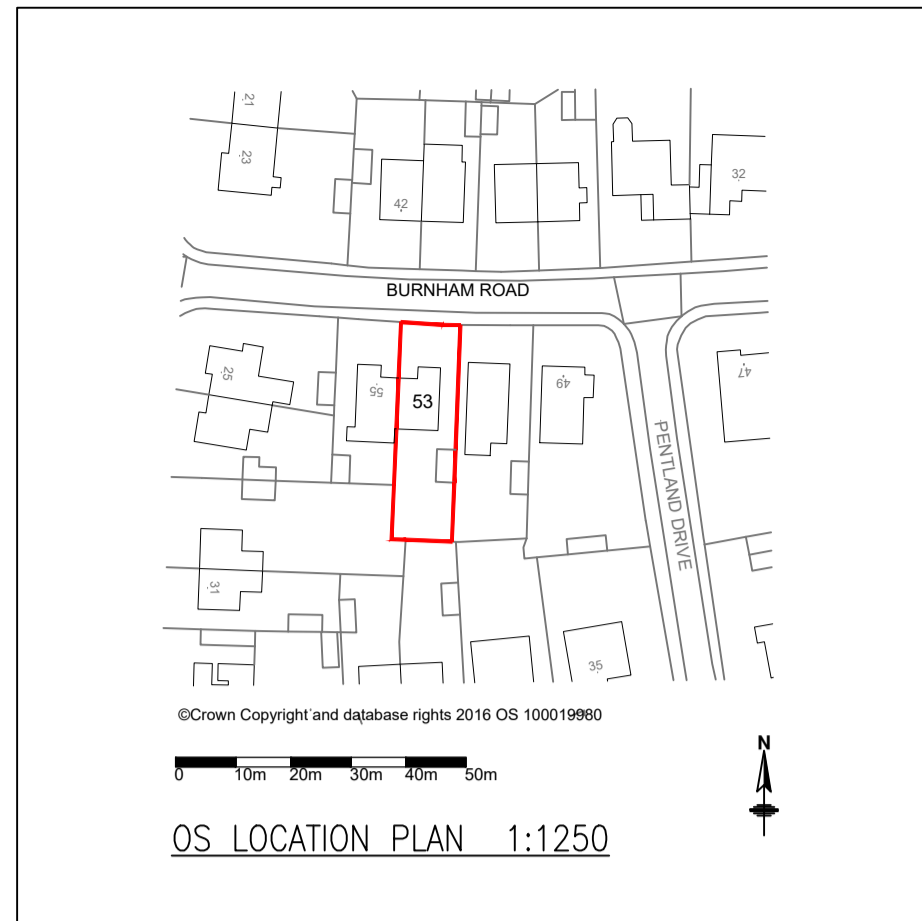 21
23
42
32
BURNHAM ROAD
25
55
53
49
47
PENTLAND DRIVE
31
35
©Crown Copyright and database rights 2016 OS 100019980
0 10m 20m 30m 40m 50m
N
OS LOCATION PLAN 1:1250